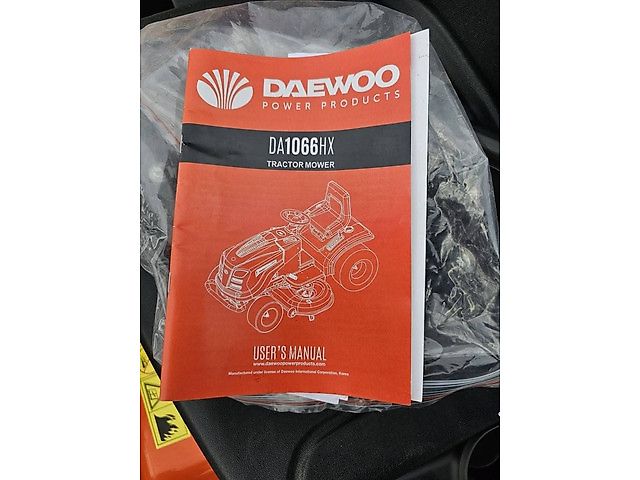 DAEWOO
POWER PRODUCTS
DA1066HX
TRACTOR MOWER
USER'S MANUAL
www.daewoopowerproducts.com
Manufactured under license of Daewoo International Corporation, Korea